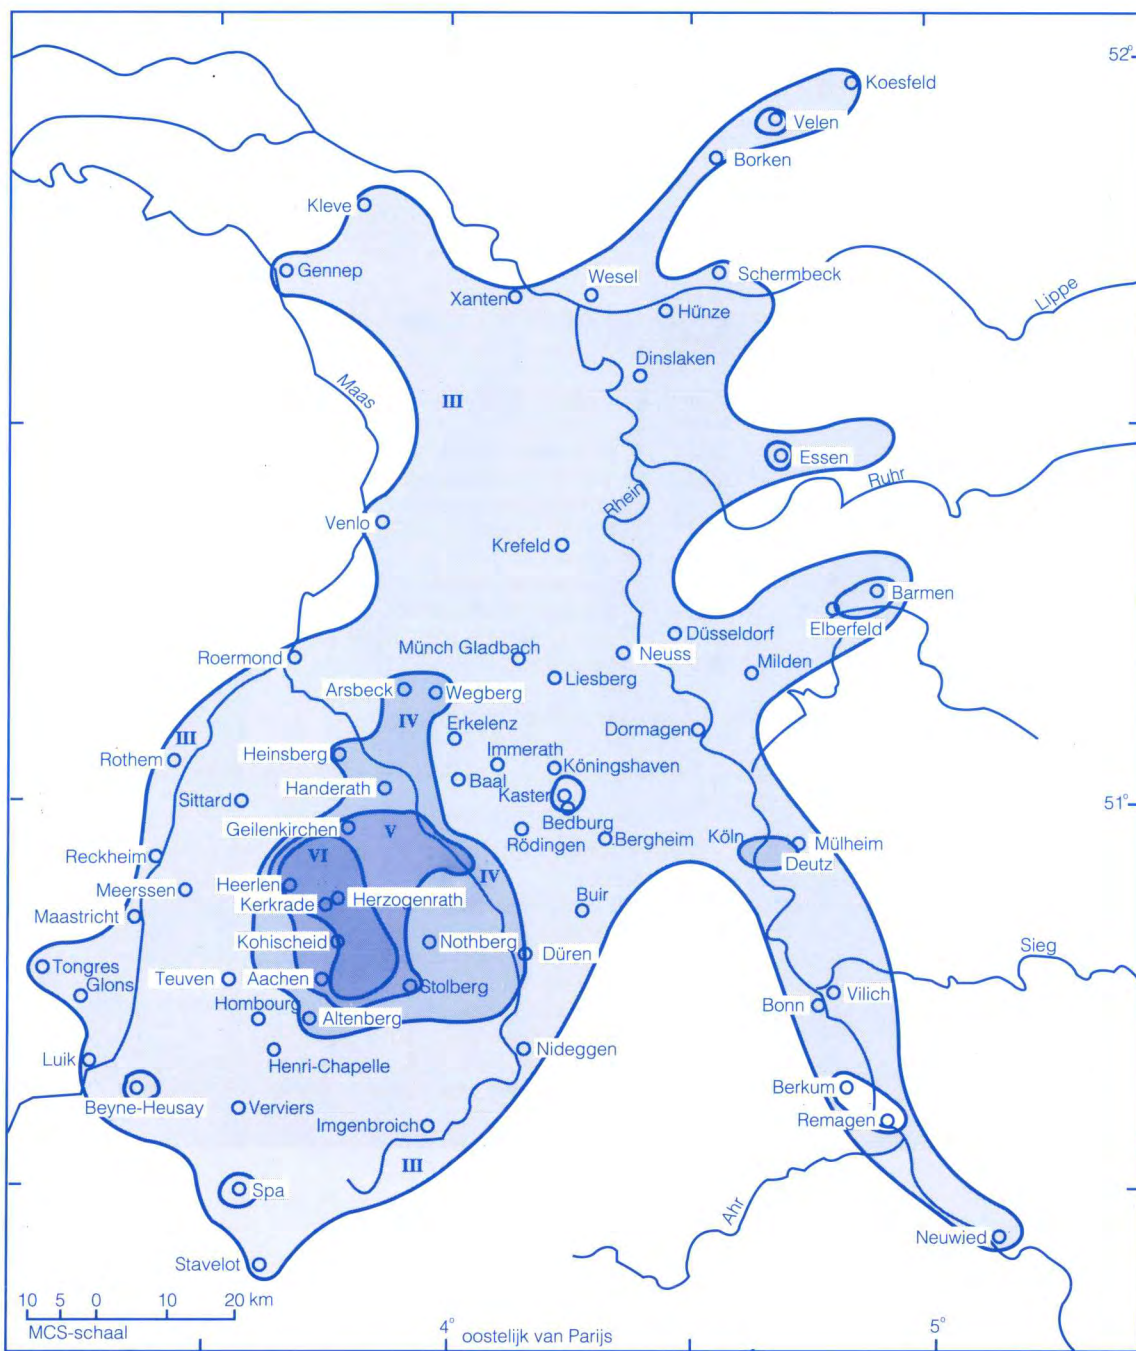 52°
Koesfeld
Velen
Borken
Kleve
Gennep
Schermbeck
Wesel
Xanten
Lippe
Hünze
Dinslaken
Maas
III
Essen
Ruhr
Rhein
Venlo
Krefeld
Barmen
Elberfeld
Düsseldorf
Münch Gladbach
Neuss
Roermond
Milden
Liesberg
Arsbeck
Wegberg
IV
Erkelenz
Dormagen
III
Heinsberg
Immerath
Rothem
Köningshaven
Baal
Handerath
Kaster
Sittard
51°
Bedburg
Geilenkirchen
V
Rödingen
Bergheim
Köln
Mülheim
Reckheim
VI
Deutz
IV
Meerssen
Heerlen
Herzogenrath
Kerkrade
Buir
Maastricht
Kohischeid
Nothberg
Düren
Sieg
Tongres
Glons
Teuven
Aachen
Stolberg
Vilich
Bonn
Hombourg
Altenberg
Nideggen
Luik
Henri-Chapelle
Berkum
Beyne-Heusay
Verviers
Remagen
Imgenbroich
III
Spa
Ahr
Neuwied
Stavelot
10 5 0 10 20 km
MCS-schaal
4°
oostelijk van Parijs
5°